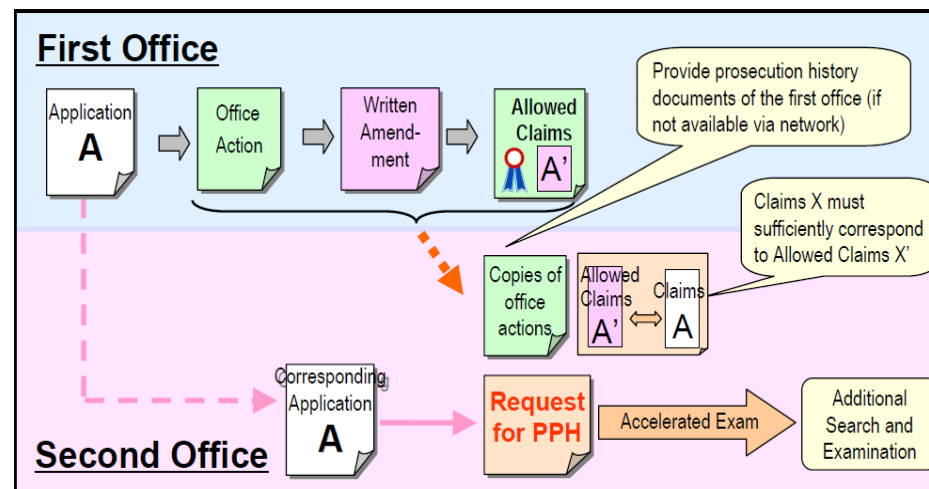 First Office
Application
A
Office
Action
Written
Amend-
ment
Allowed
Claims
A’
Provide prosecution history
documents of the first office (if
not available via network)
Claims X must
sufficiently correspond
to Allowed Claims X’
Copies of
office
actions
Allowed
Claims
A’
Claims
A
Corresponding
Application
A
Request
for PPH
Accelerated Exam
Additional
Search and
Examination
Second Office